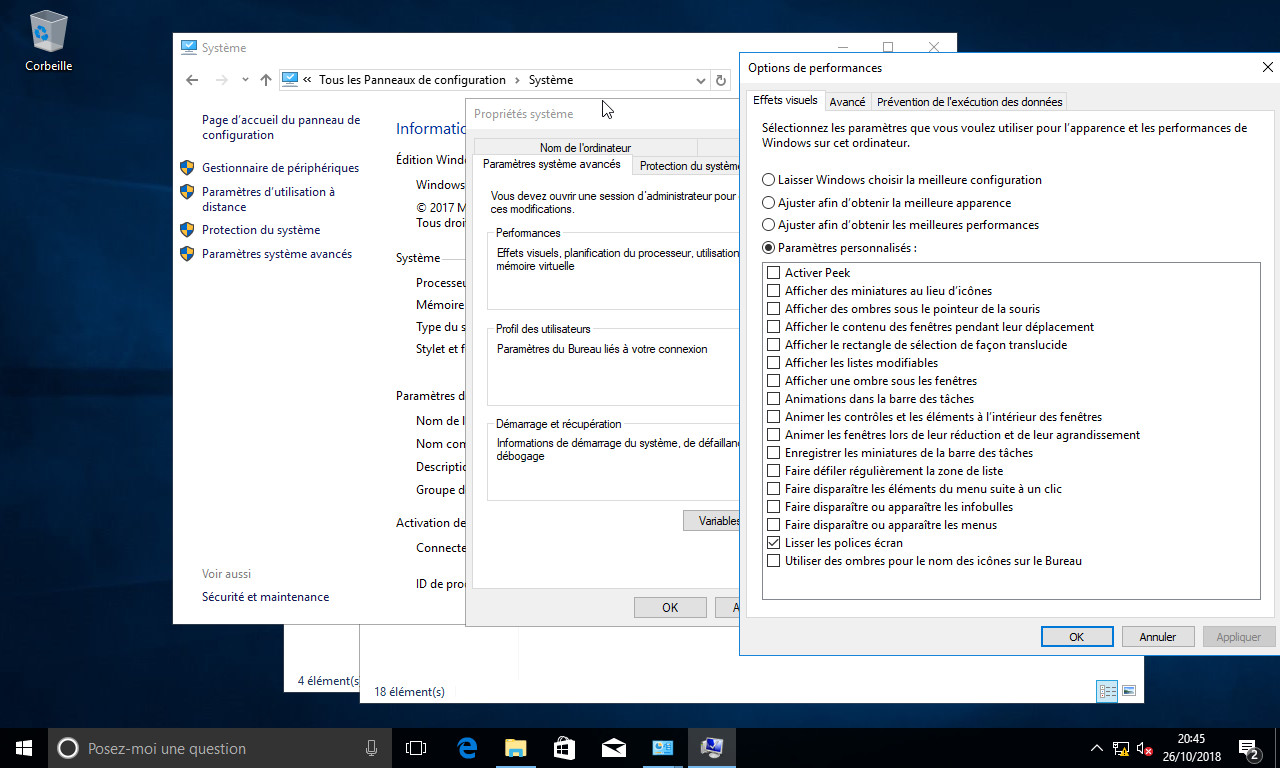 Corbeille
Système
« Tous les Panneaux de configuration › Système
Page d'accueil du panneau de
configuration
Gestionnaire de périphériques
Paramètres d'utilisation à
distance
Protection du système
Paramètres système avancés
Voir aussi
Sécurité et maintenance
Informatio
Édition Windo
Windows
© 2017 M
Tous droi
Système
Processeu
Mémoire
Type du s
Stylet et f
Paramètres d
Nom de l
Nom con
Descriptio
Groupe d
Activation de
Connecte
ID de prod
Propriétés système
Nom de l'ordinateur
Paramètres système avancés
Protection du système
Vous devez ouvrir une session d'administrateur pour
ces modifications.
Performances
Effets visuels, planification du processeur, utilisation
mémoire virtuelle
Profil des utilisateurs
Paramètres du Bureau liés à votre connexion
Démarrage et récupération
Informations de démarrage du système, de défaillanc
débogage
Variables
OK
A
Options de performances
Effets visuels
Avancé
Prévention de l'exécution des données
Sélectionnez les paramètres que vous voulez utiliser pour l'apparence et les performances de
Windows sur cet ordinateur.
Laisser Windows choisir la meilleure configuration
Ajuster afin d'obtenir la meilleure apparence
Ajuster afin d'obtenir les meilleures performances
Paramètres personnalisés :
Activer Peek
Afficher des miniatures au lieu d'icônes
Afficher des ombres sous le pointeur de la souris
Afficher le contenu des fenêtres pendant leur déplacement
Afficher le rectangle de sélection de façon translucide
Afficher les listes modifiables
Afficher une ombre sous les fenêtres
Animations dans la barre des tâches
Animer les contrôles et les éléments à l'intérieur des fenêtres
Animer les fenêtres lors de leur réduction et de leur agrandissement
Enregistrer les miniatures de la barre des tâches
Faire défiler régulièrement la zone de liste
Faire disparaître les éléments du menu suite à un clic
Faire disparaître ou apparaître les infobulles
Faire disparaître ou apparaître les menus
Lisser les polices écran
Utiliser des ombres pour le nom des icônes sur le Bureau
OK
Annuler
Appliquer
4 élément(s
18 élément(s)
Posez-moi une question
20:45
26/10/2018
2